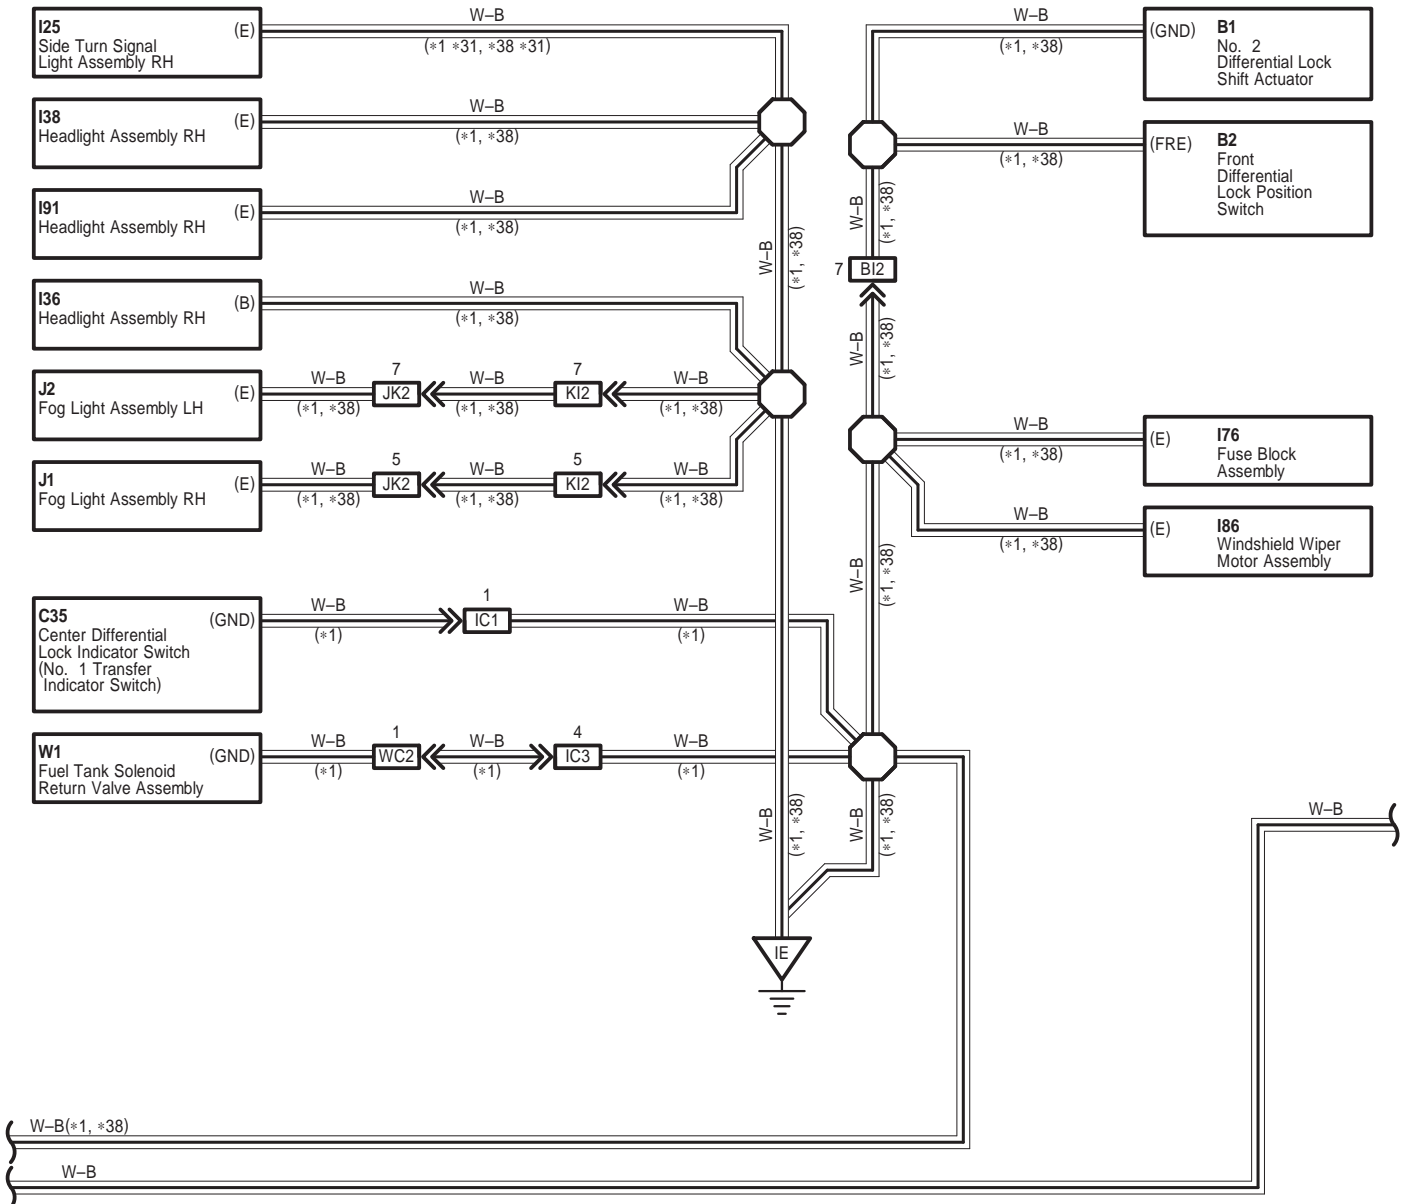 I25
Side Turn Signal
Light Assembly RH
(E)
W–B
(∗1 ∗31, ∗38 ∗31)
I38
Headlight Assembly RH
(E)
W–B
(∗1, ∗38)
I91
Headlight Assembly RH
(E)
W–B
(∗1, ∗38)
I36
Headlight Assembly RH
(B)
W–B
(∗1, ∗38)
J2
Fog Light Assembly LH
(E)
W–B
(∗1, ∗38)
7
JK2
W–B
(∗1, ∗38)
7
KI2
W–B
(∗1, ∗38)
J1
Fog Light Assembly RH
(E)
W–B
(∗1, ∗38)
5
JK2
W–B
(∗1, ∗38)
5
KI2
W–B
(∗1, ∗38)
C35
Center Differential
Lock Indicator Switch
(No. 1 Transfer
Indicator Switch)
(GND)
W–B
(∗1)
1
IC1
W–B
(∗1)
W1
Fuel Tank Solenoid
Return Valve Assembly
(GND)
W–B
(∗1)
1
WC2
W–B
(∗1)
4
IC3
W–B
(∗1)
W–B
(∗1, ∗38)
W–B
(∗1, ∗38)
IE
W–B
(∗1, ∗38)
(GND)
B1
No. 2
Differential Lock
Shift Actuator
W–B
(∗1, ∗38)
(FRE)
B2
Front
Differential
Lock Position
Switch
W–B
(∗1, ∗38)
7
BI2
W–B
(∗1, ∗38)
W–B
(∗1, ∗38)
(E)
I76
Fuse Block
Assembly
W–B
(∗1, ∗38)
(E)
I86
Windshield Wiper
Motor Assembly
W–B
(∗1, ∗38)
W–B
(∗1, ∗38)
W–B
W–B(∗1, ∗38)
W–B